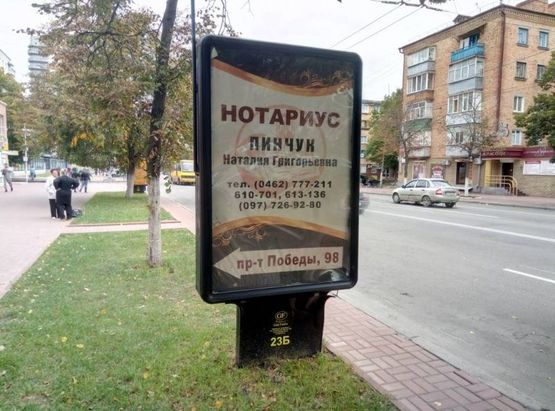 НОТАРИУС
ПИНЧУК
Наталия Григорьевна
тел. (0462) 777-211
610-701, 613-136
(097) 726-92-80
пр-т Победы, 98
GF
23Б